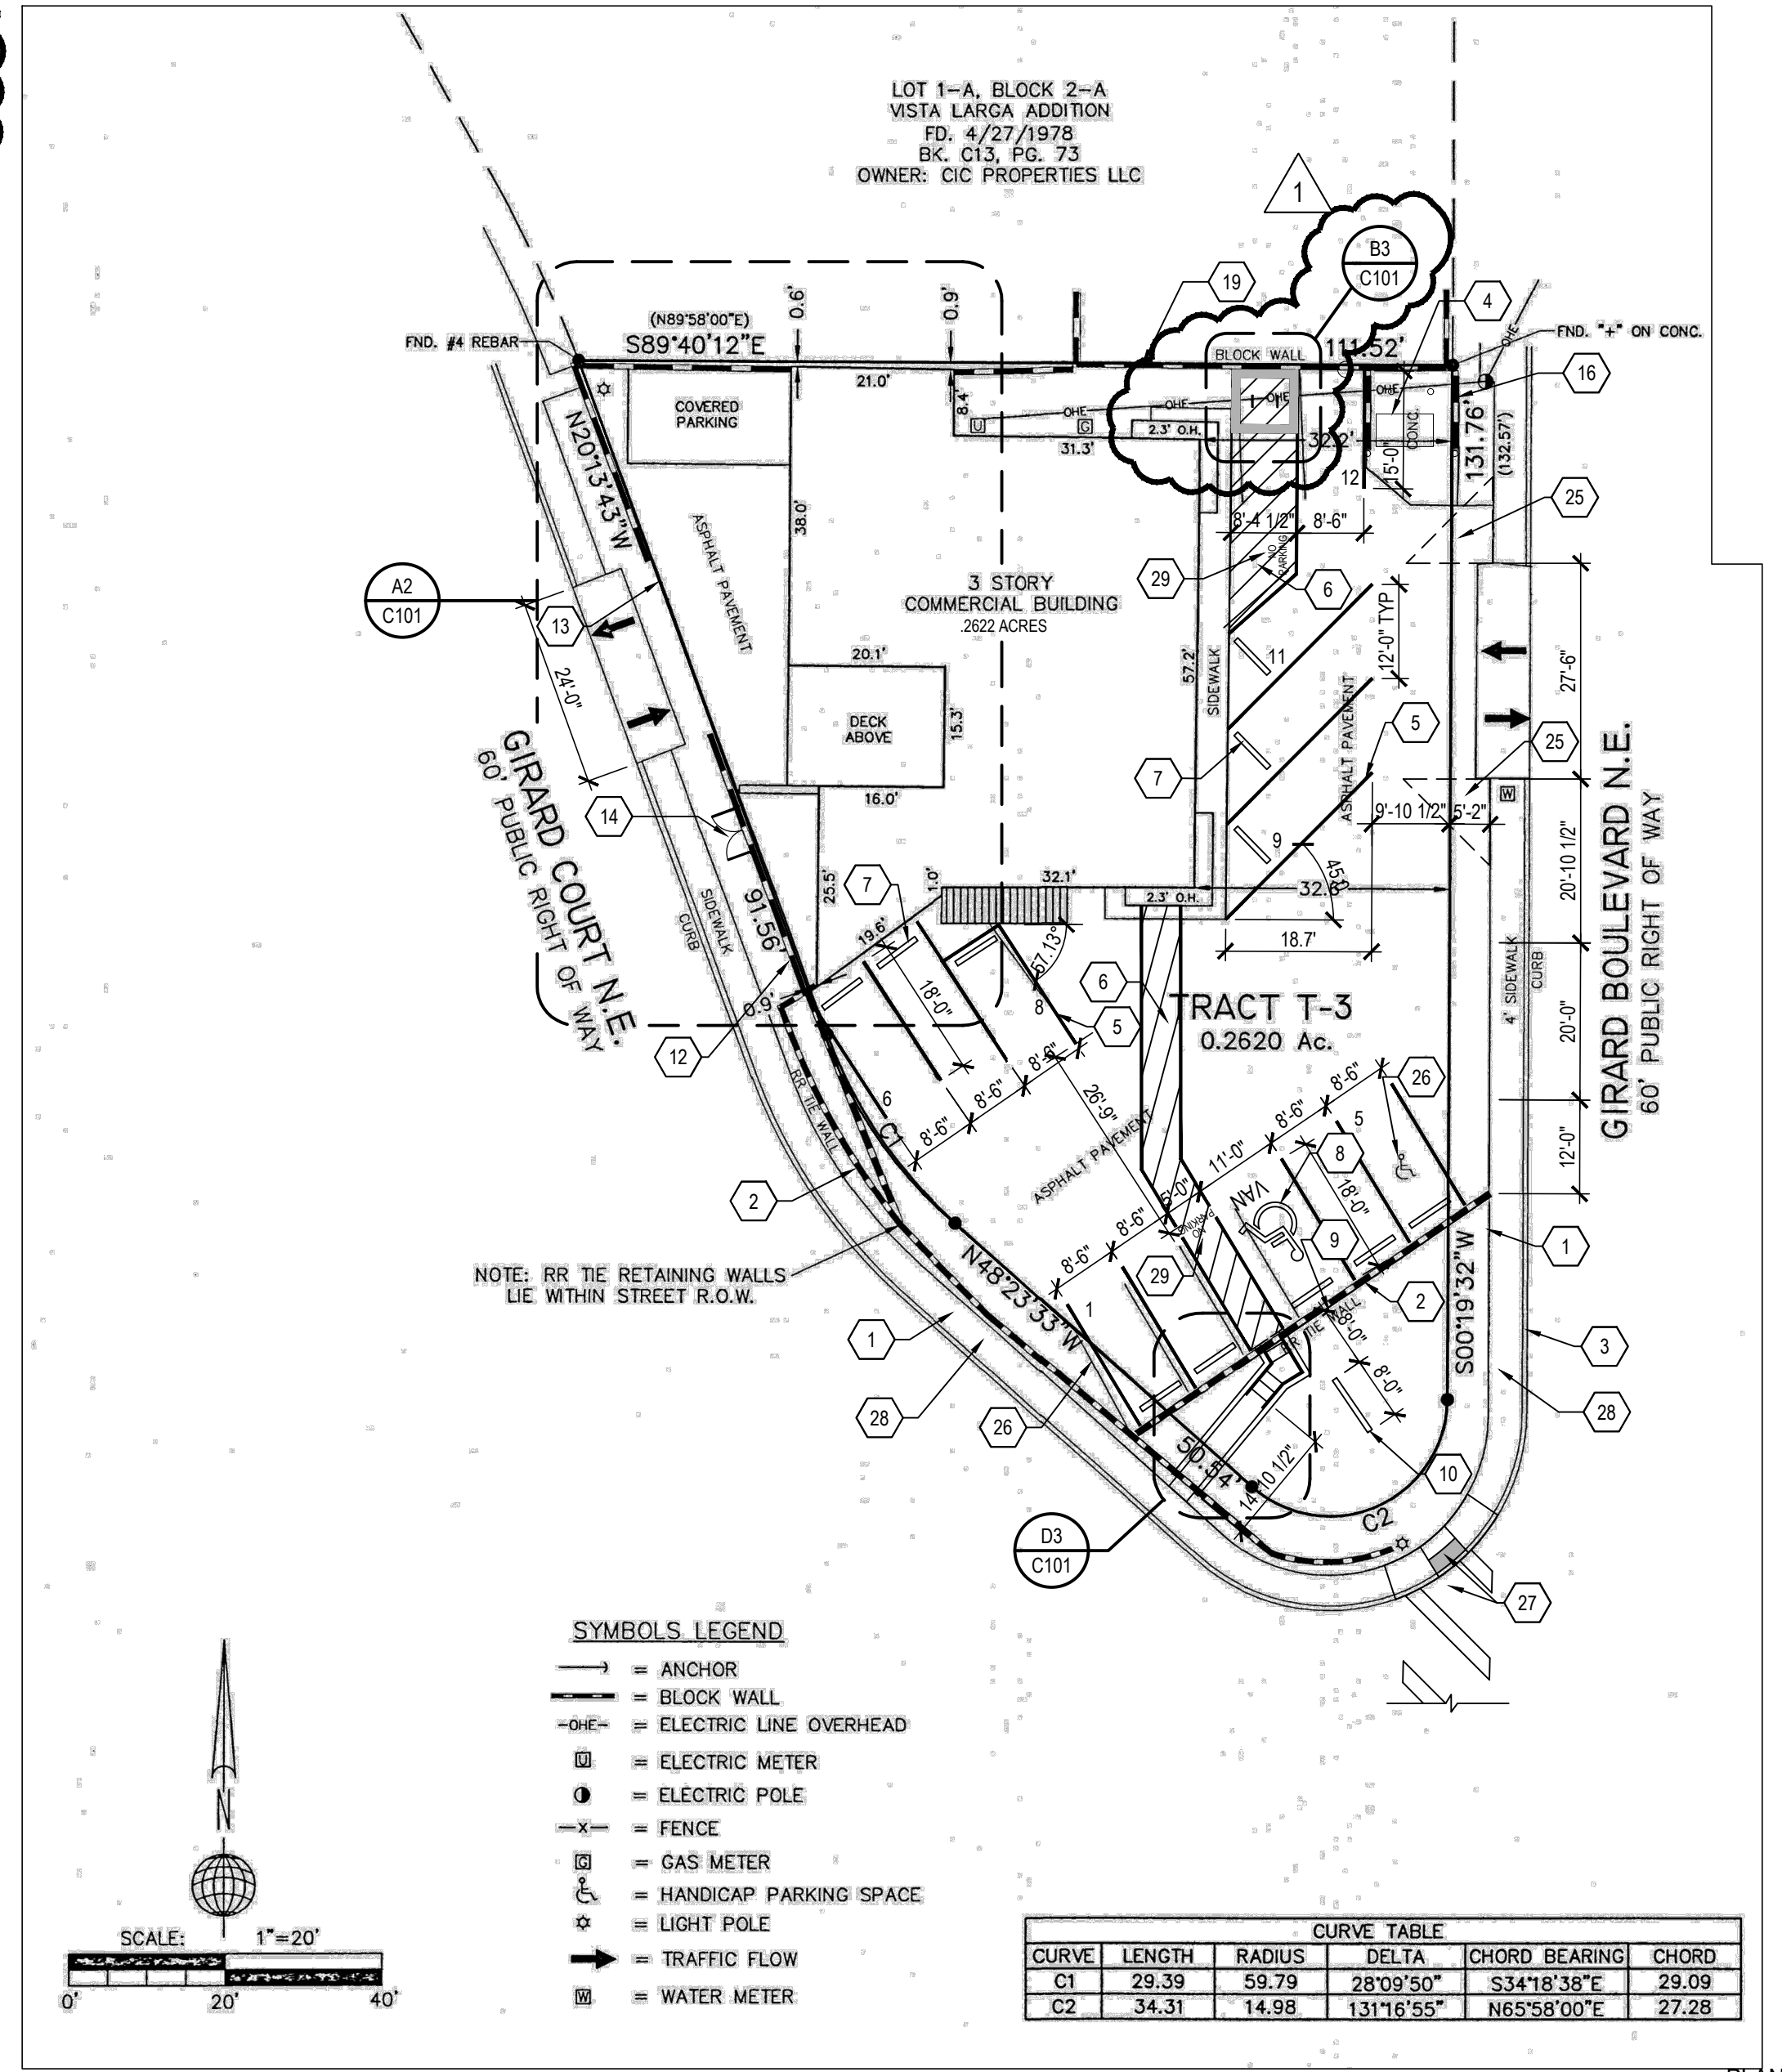 LOT 1-A, BLOCK 2-A
VISTA LARGA ADDITION
FD. 4/27/1978
BK. C13, PG. 73
OWNER: CIC PROPERTIES LLC
1
B3
C101
19
4
FND. "+" ON CONC.
OHE
(N89°58'00"E)
S89°40'12"E
0.6'
0.9'
FND. #4 REBAR
BLOCK WALL
111.52'
16
21.0'
8.4'
COVERED
PARKING
OHE
OHE
OHE
OHE
U
G
2.3' O.H.
31.3'
32.2'
CONC.
131.76'
(132.57')
12
15'-0"
25
N20°13'43"W
ASPHALT PAVEMENT
38.0'
8'-4 1/2"
8'-6"
NO
PARKING
29
6
A2
C101
13
3 STORY
COMMERCIAL BUILDING
.2622 ACRES
12'-0" TYP
11
57.2'
SIDEWALK
20.1'
24'-0"
27'-6"
DECK
ABOVE
15.3'
ASPHALT PAVEMENT
5
25
7
16.0'
W
GIRARD COURT N.E.
60' PUBLIC RIGHT OF WAY
14
9'-10 1/2"
5'-2"
9
20'-10 1/2"
GIRARD BOULEVARD N.E.
60' PUBLIC RIGHT OF WAY
25.5'
7
1.0'
32.1'
2.3' O.H.
32.6'
SIDEWALK
CURB
91.56'
19.6'
57.13°
18.7'
18'-0"
8
5
6
TRACT T-3
0.2620 Ac.
4' SIDEWALK
CURB
0.9'
12
20'-0"
8'-6"
8'-6"
8'-6"
26'-9"
RR TIE WALL
6
C1
ASPHALT PAVEMENT
8'-6"
8'-6"
26
5
8
11'-0"
12'-0"
2
5'-0"
VAN
18'-0"
NO
PARKING
8'-6"
8'-6"
9
1
29
2
NOTE: RR TIE RETAINING WALLS
LIE WITHIN STREET R.O.W.
N48°23'33"W
1
RR TIE WALL
8'-0"
8'-0"
S00°19'32"W
3
1
28
26
28
50.54'
14'-10 1/2"
10
C2
D3
C101
27
SYMBOLS LEGEND
= ANCHOR
= BLOCK WALL
-OHE- = ELECTRIC LINE OVERHEAD
U = ELECTRIC METER
= ELECTRIC POLE
—x— = FENCE
G = GAS METER
= HANDICAP PARKING SPACE
= LIGHT POLE
= TRAFFIC FLOW
W = WATER METER
N
SCALE: 1"=20'
0' 20' 40'
CURVE TABLE
CURVE LENGTH RADIUS DELTA CHORD BEARING CHORD
C1 29.39 59.79 28°09'50" S34°18'38"E 29.09
C2 34.31 14.98 131°16'55" N65°58'00"E 27.28